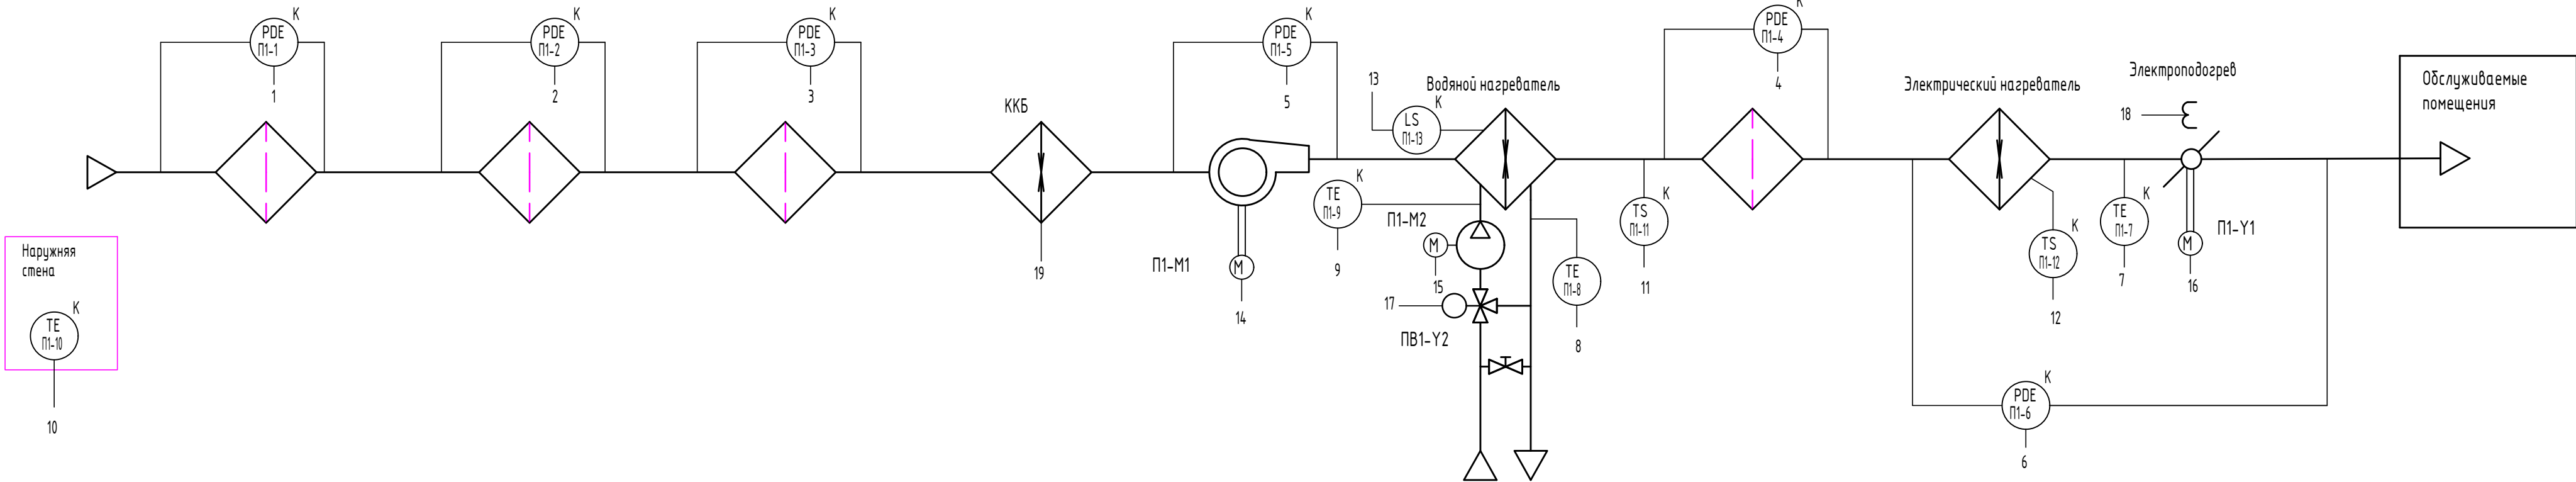 K
PDE
П1-1
1
K
PDE
П1-2
2
K
PDE
П1-3
3
ККБ
19
K
PDE
П1-5
5
П1-М1
M
14
13
K
LS
П1-13
Водяной нагреватель
K
TE
П1-9
9
П1-М2
M
15
17
ПВ1-Y2
TE
П1-8
8
K
TS
П1-11
11
K
PDE
П1-4
4
Электрический нагреватель
K
TS
П1-12
12
K
TE
П1-7
7
Электроподогрев
18
П1-Y1
M
16
K
PDE
П1-6
6
Обслуживаемые
помещения
Наружняя
стена
K
TE
П1-10
10